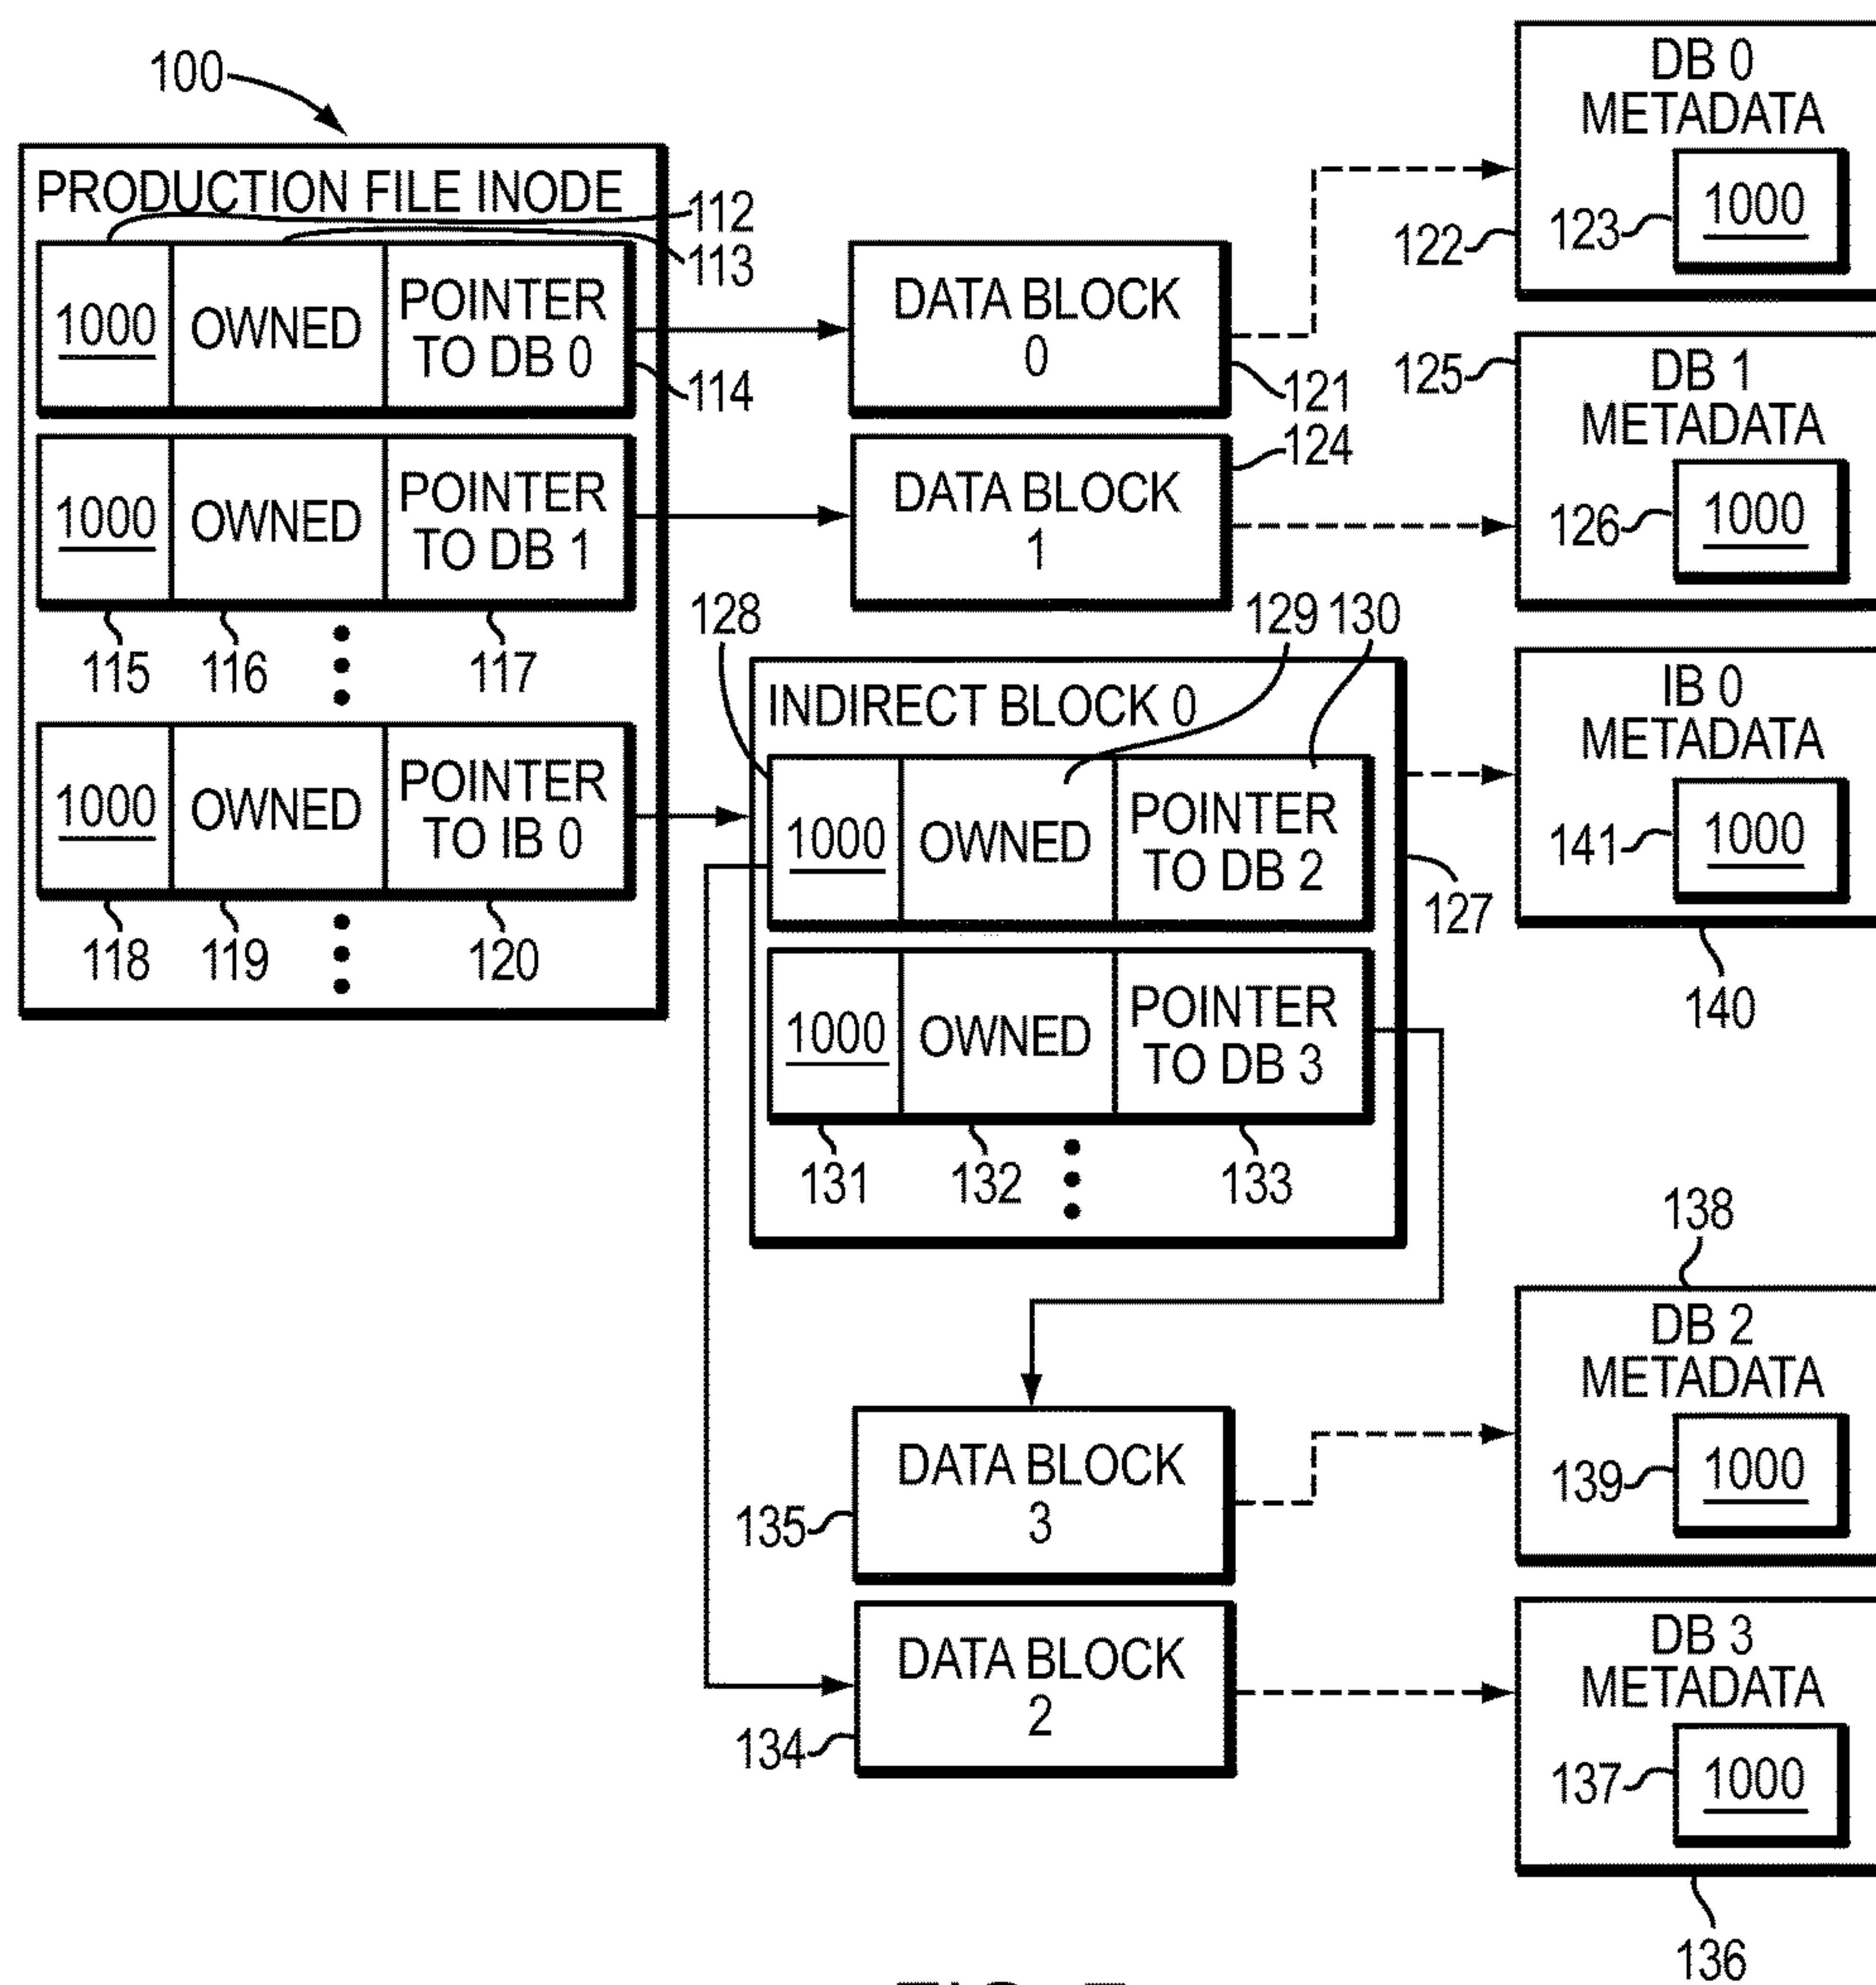 100
PRODUCTION FILE INODE
112
113
1000 OWNED POINTER
TO DB 0
114
1000 OWNED POINTER
TO DB 1
115 116 117
1000 OWNED POINTER
TO IB 0
118 119 120
DATA BLOCK
0
121
124
DATA BLOCK
1
128 129 130
INDIRECT BLOCK 0
1000 OWNED POINTER
TO DB 2
127
1000 OWNED POINTER
TO DB 3
131 132 133
DATA BLOCK
3
135
DATA BLOCK
2
134
DB 0
METADATA
123 1000
122
125
DB 1
METADATA
126 1000
IB 0
METADATA
141 1000
140
138
DB 2
METADATA
139 1000
DB 3
METADATA
137 1000
136